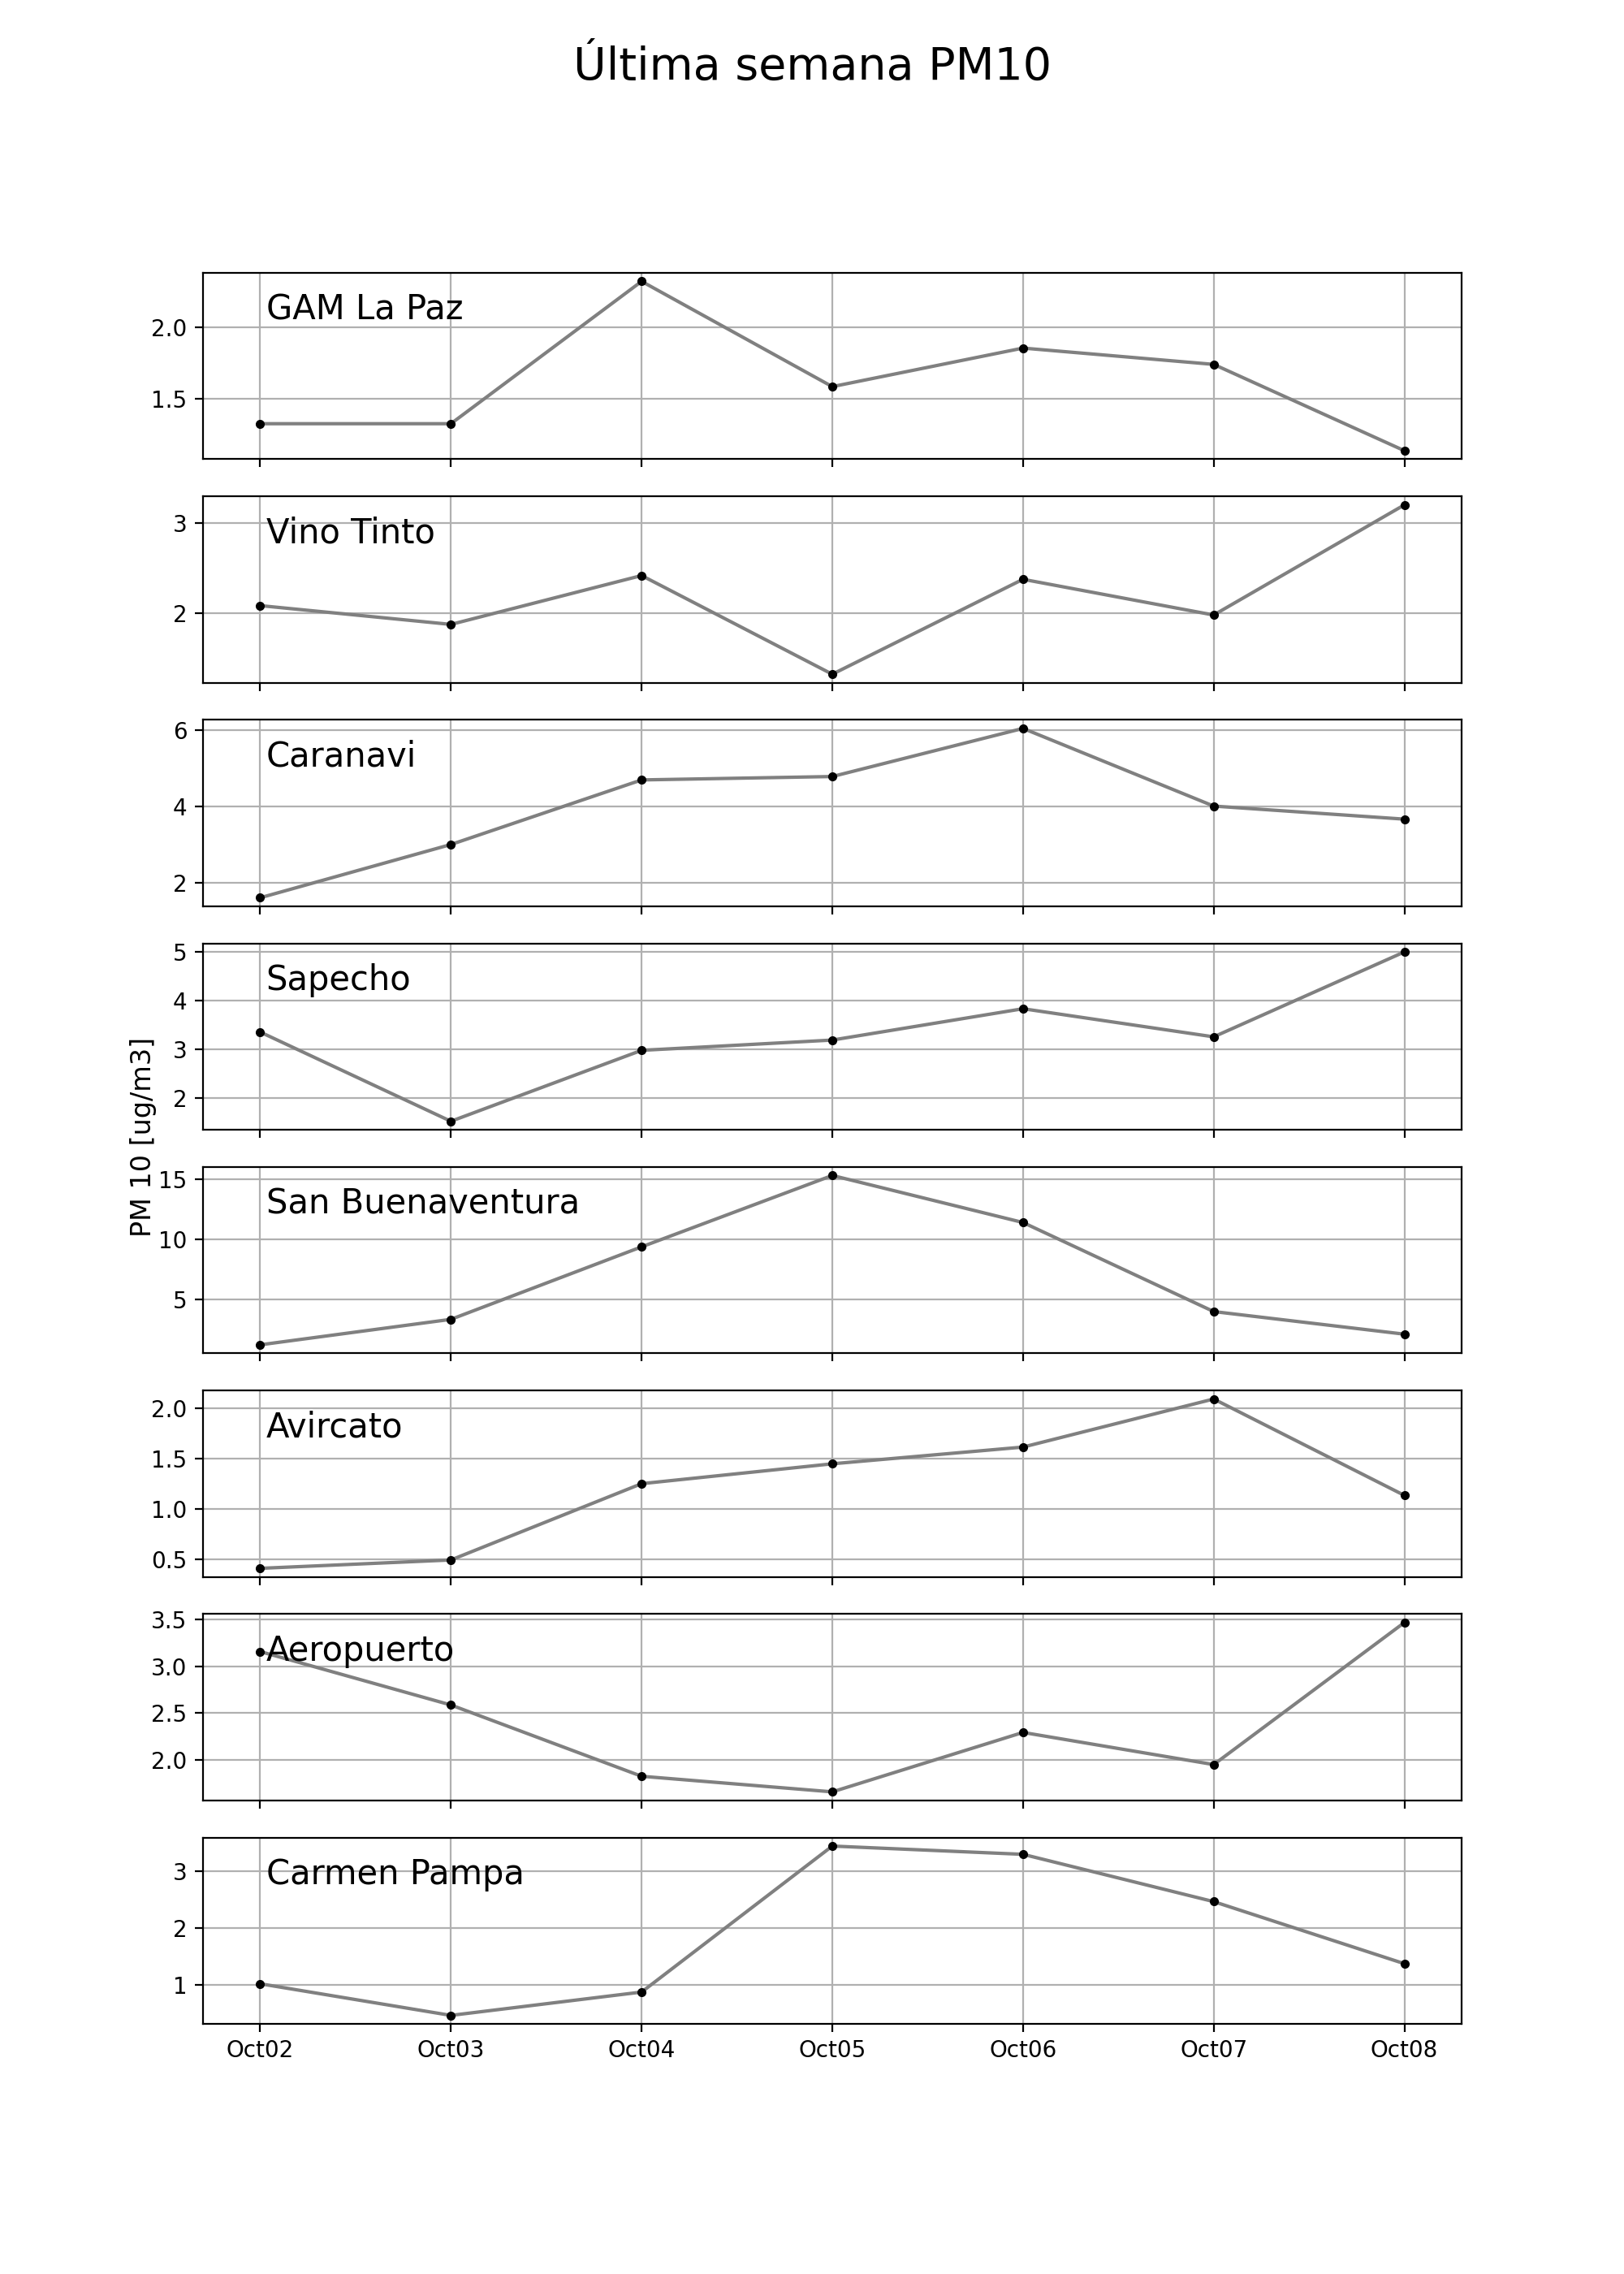 Última semana PM10
GAM La Paz
2.0
1.5
Vino Tinto
3
2
Caranavi
6
4
2
Sapecho
5
4
3
2
PM 10 [ug/m3]
San Buenaventura
15
10
5
Avircato
2.0
1.5
1.0
0.5
Aeropuerto
3.5
3.0
2.5
2.0
Carmen Pampa
3
2
1
Oct02 Oct03 Oct04 Oct05 Oct06 Oct07 Oct08